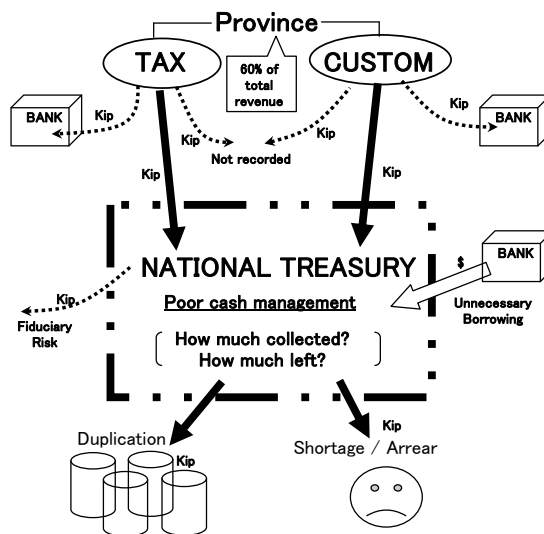 Province
TAX
CUSTOM
60% of
total
revenue
BANK
Kip
Kip
Kip
Kip
BANK
Not recorded
Kip
Kip
NATIONAL TREASURY
$
BANK
Poor cash management
Unnecessary
Borrowing
Kip
Fiduciary
Risk
How much collected?
How much left?
Duplication
Kip
Kip
Shortage / Arrear